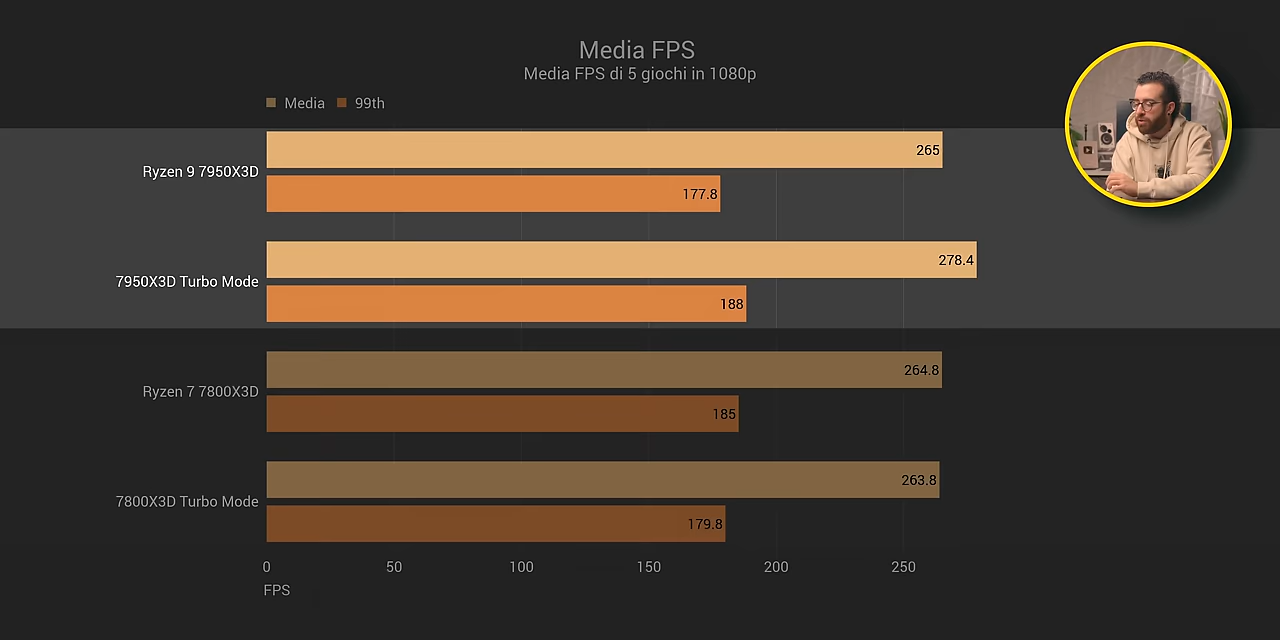 Media FPS
Media FPS di 5 giochi in 1080p
Media 99th
Ryzen 9 7950X3D
265
177.8
7950X3D Turbo Mode
278.4
188
Ryzen 7 7800X3D
264.8
185
7800X3D Turbo Mode
263.8
179.8
0 50 100 150 200 250
FPS